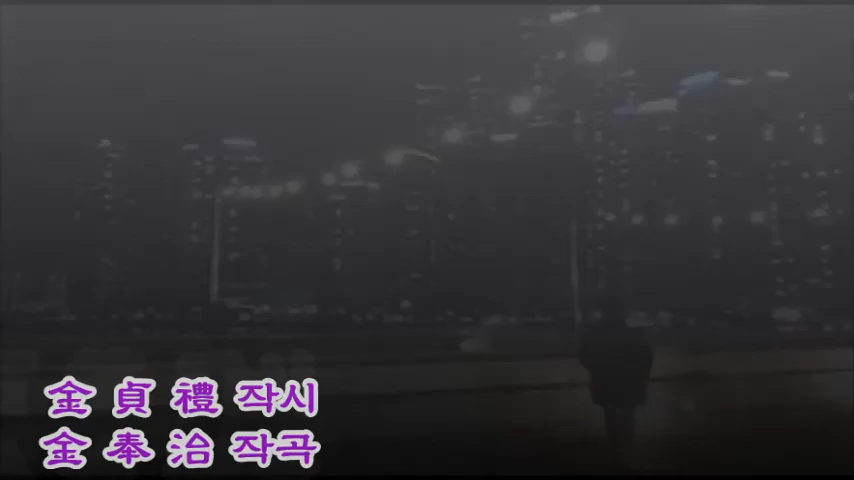 金 貞 禮 작시
金 奉 治 작곡